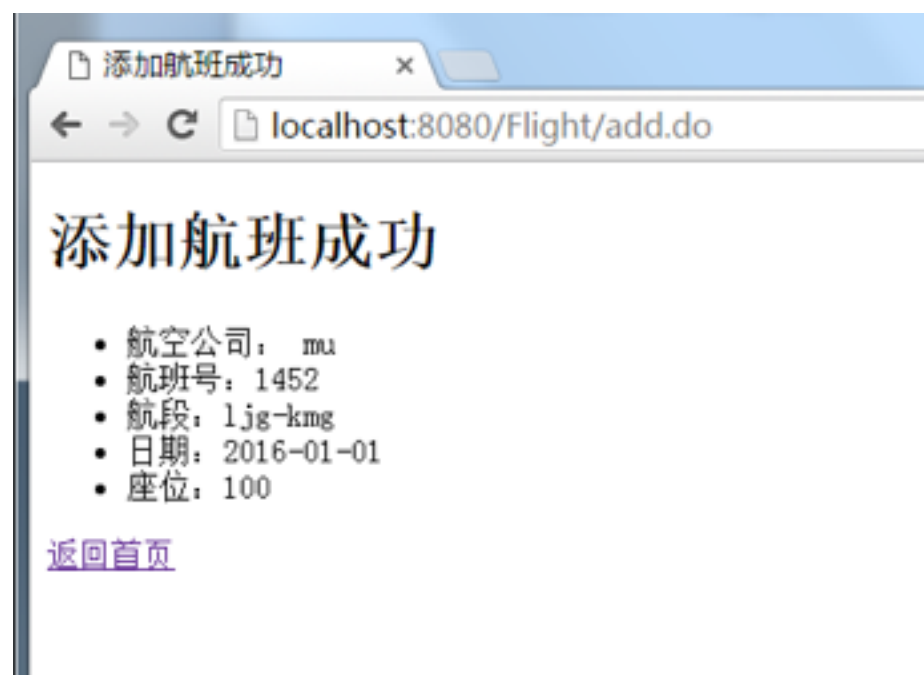 添加航班成功
localhost:8080/Flight/add.do
添加航班成功
航空公司： mu
航班号：1452
航段：ljg-kmg
日期：2016-01-01
座位：100
返回首页